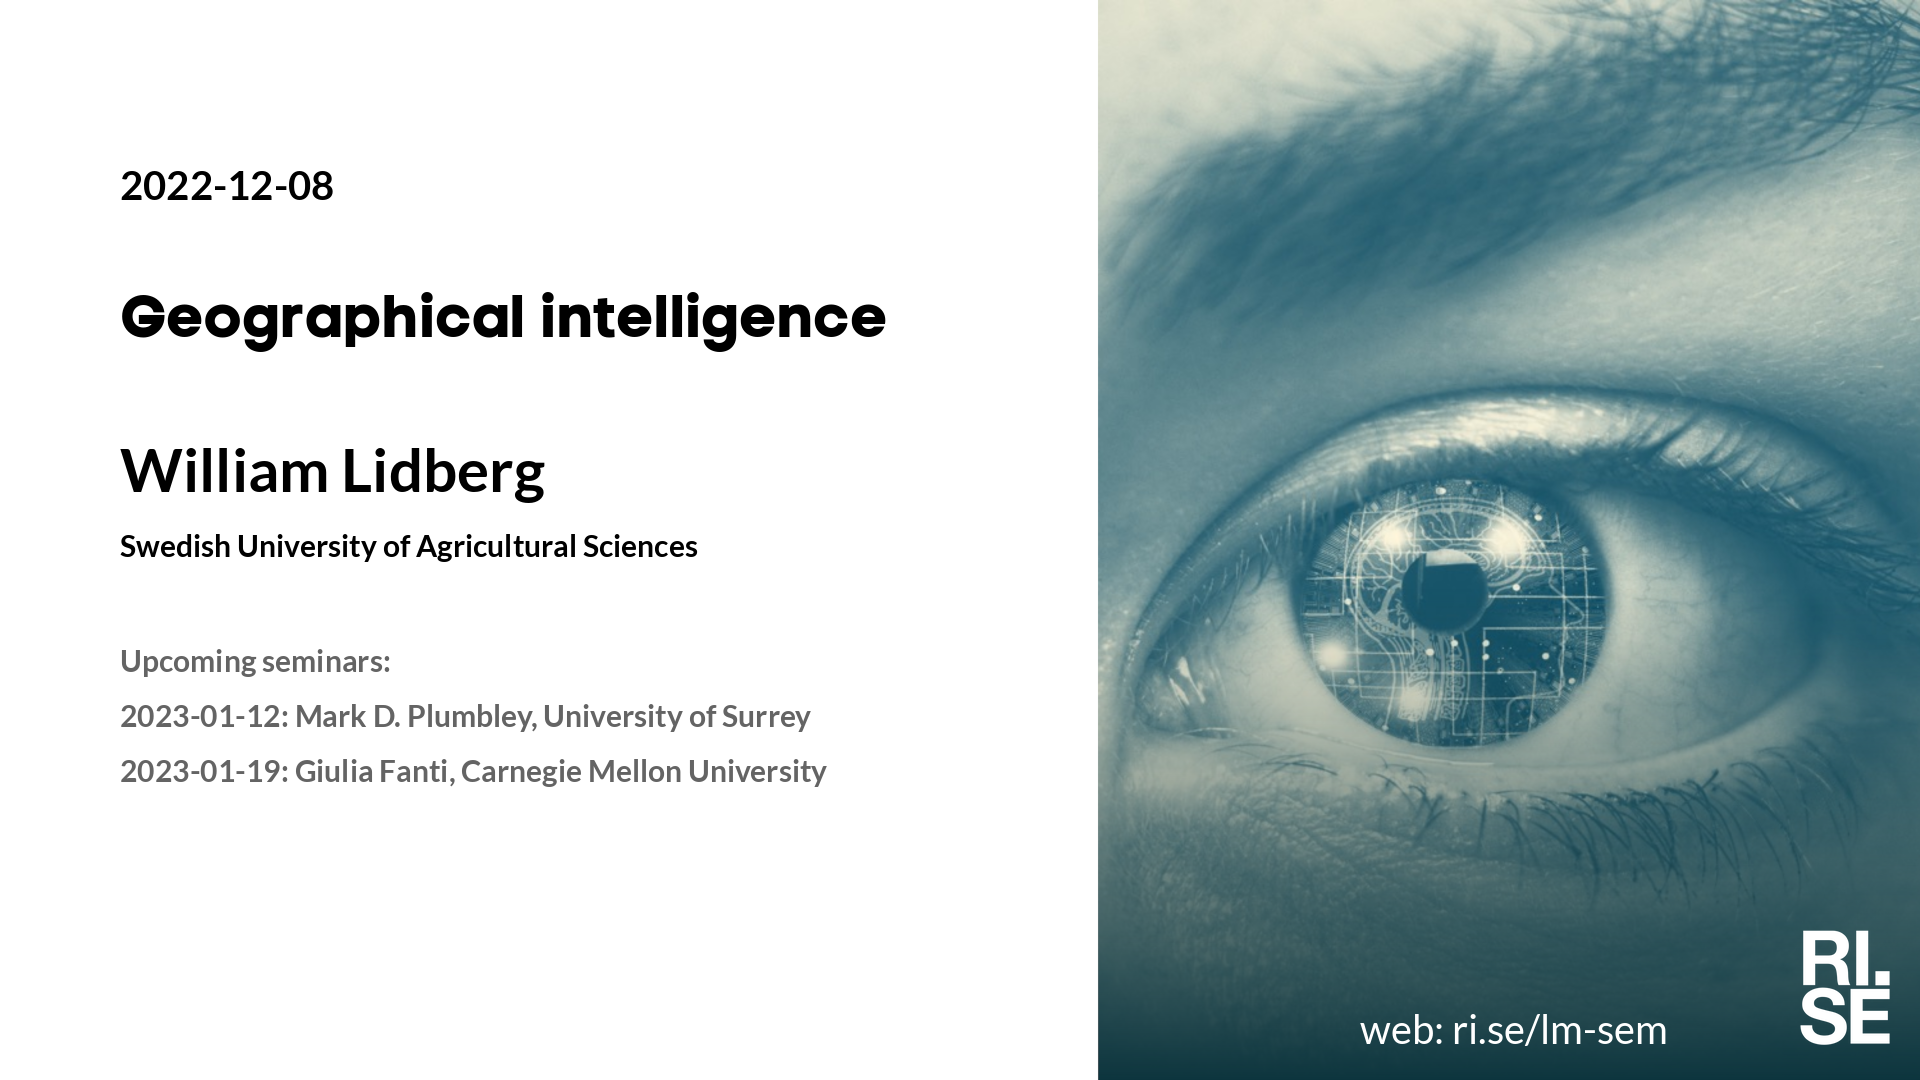 2022-12-08
Geographical intelligence
William Lidberg
Swedish University of Agricultural Sciences
Upcoming seminars:
2023-01-12: Mark D. Plumbley, University of Surrey
2023-01-19: Giulia Fanti, Carnegie Mellon University
web: ri.se/lm-sem
RI.
SE